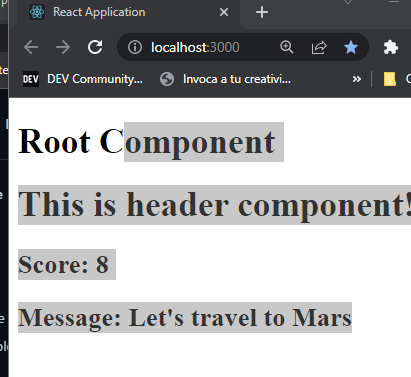 React Application
localhost:3000
DEV
DEV Community...
Invoca a tu creativi...
»
Root Component
This is header component!
Score: 8
Message: Let's travel to Mars